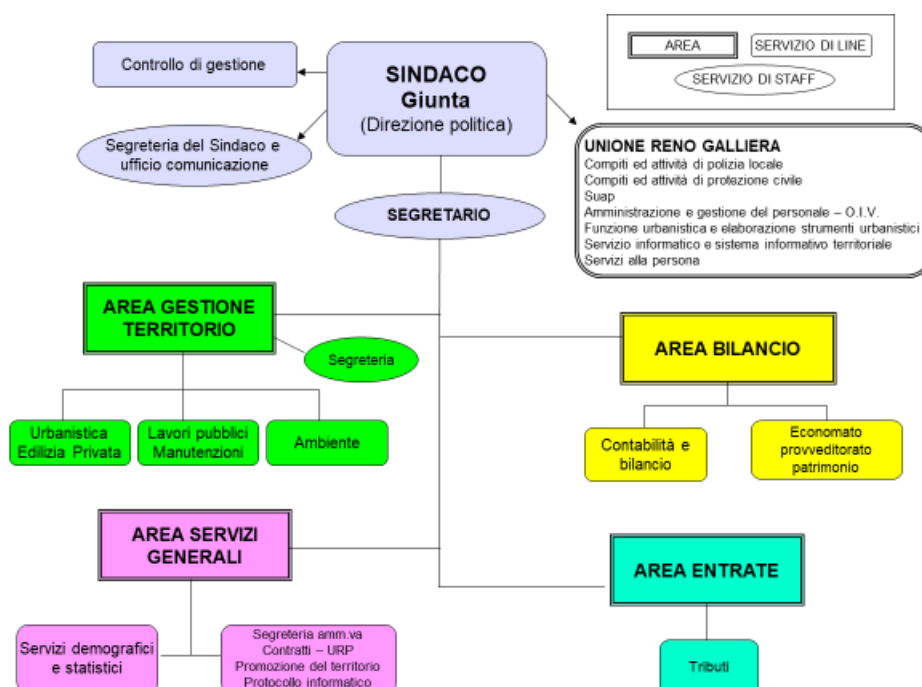 Controllo di gestione
SINDACO
Giunta
(Direzione politica)
AREA
SERVIZIO DI LINE
SERVIZIO DI STAFF
Segreteria del Sindaco e
ufficio comunicazione
UNIONE RENO GALLIERA
Compiti ed attività di polizia locale
Compiti ed attività di protezione civile
Suap
Amministrazione e gestione del personale – O.I.V.
Funzione urbanistica e elaborazione strumenti urbanistici
Servizio informatico e sistema informativo territoriale
Servizi alla persona
SEGRETARIO
AREA GESTIONE
TERRITORIO
Segreteria
AREA BILANCIO
Urbanistica
Edilizia Privata
Lavori pubblici
Manutenzioni
Ambiente
Contabilità e
bilancio
Economato
provveditorato
patrimonio
AREA SERVIZI
GENERALI
AREA ENTRATE
Servizi demografici
e statistici
Segreteria amm.va
Contratti – URP
Promozione del territorio
Protocollo informatico
Tributi